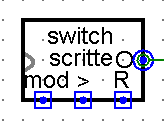 switch
scritte
mod > R